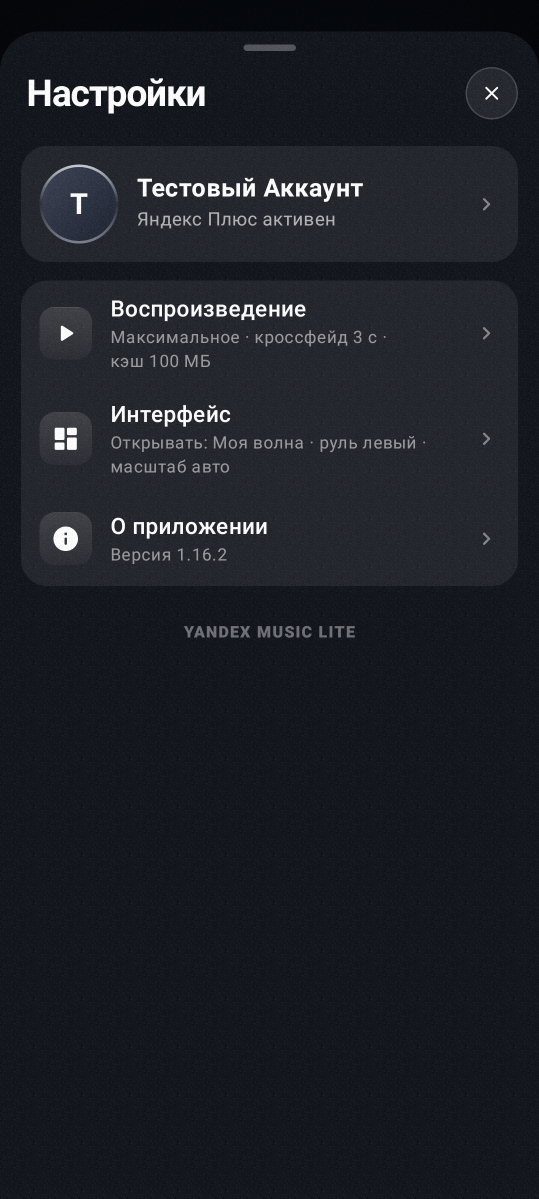 Настройки
T
Тестовый Аккаунт
Яндекс Плюс активен
Воспроизведение
Максимальное · кроссфейд 3 с ·
кэш 100 МБ
Интерфейс
Открывать: Моя волна · руль левый ·
масштаб авто
О приложении
Версия 1.16.2
YANDEX MUSIC LITE